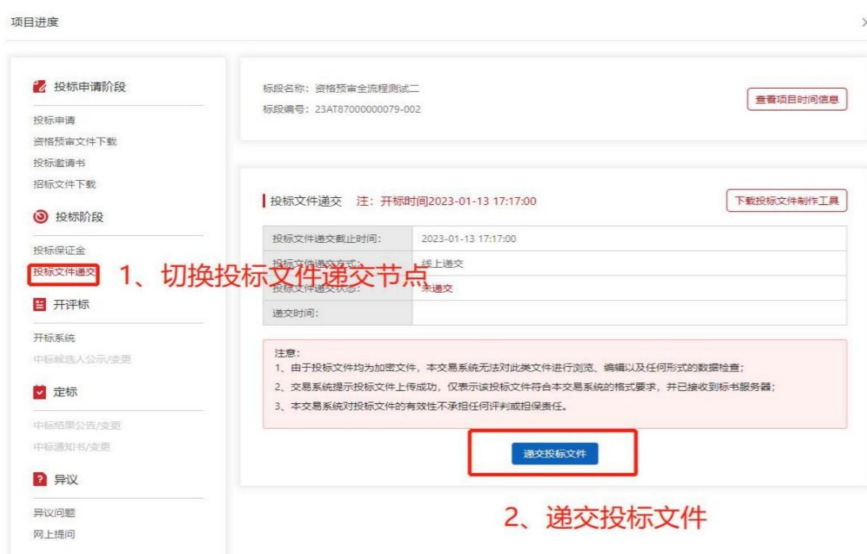 项目进度
投标申请阶段
投标申请
资格预审文件下载
投标邀请书
招标文件下载
投标阶段
投标保证金
投标文件递交
开评标
开标系统
中标候选人公示/变更
定标
中标结果公告/变更
中标通知书/变更
异议
异议问题
网上提问
标段名称：资格预审全流程测试二
标段编号：23AT87000000079-002
查看项目时间信息
投标文件递交 注：开标时间2023-01-13 17:17:00
下载投标文件制作工具
投标文件递交截止时间： 2023-01-13 17:17:00
投标文件递交方式： 线上递交
投标文件递交状态： 未递交
递交时间：
1、切换投标文件递交节点
注意：
1、由于投标文件均为加密文件，本交易系统无法对此类文件进行浏览、编辑以及任何形式的数据检查；
2、交易系统提示投标文件上传成功，仅表示该投标文件符合本交易系统的格式要求，并已接收到标书服务器；
3、本交易系统对投标文件的有效性不承担任何评判或担保责任。
递交投标文件
2、递交投标文件